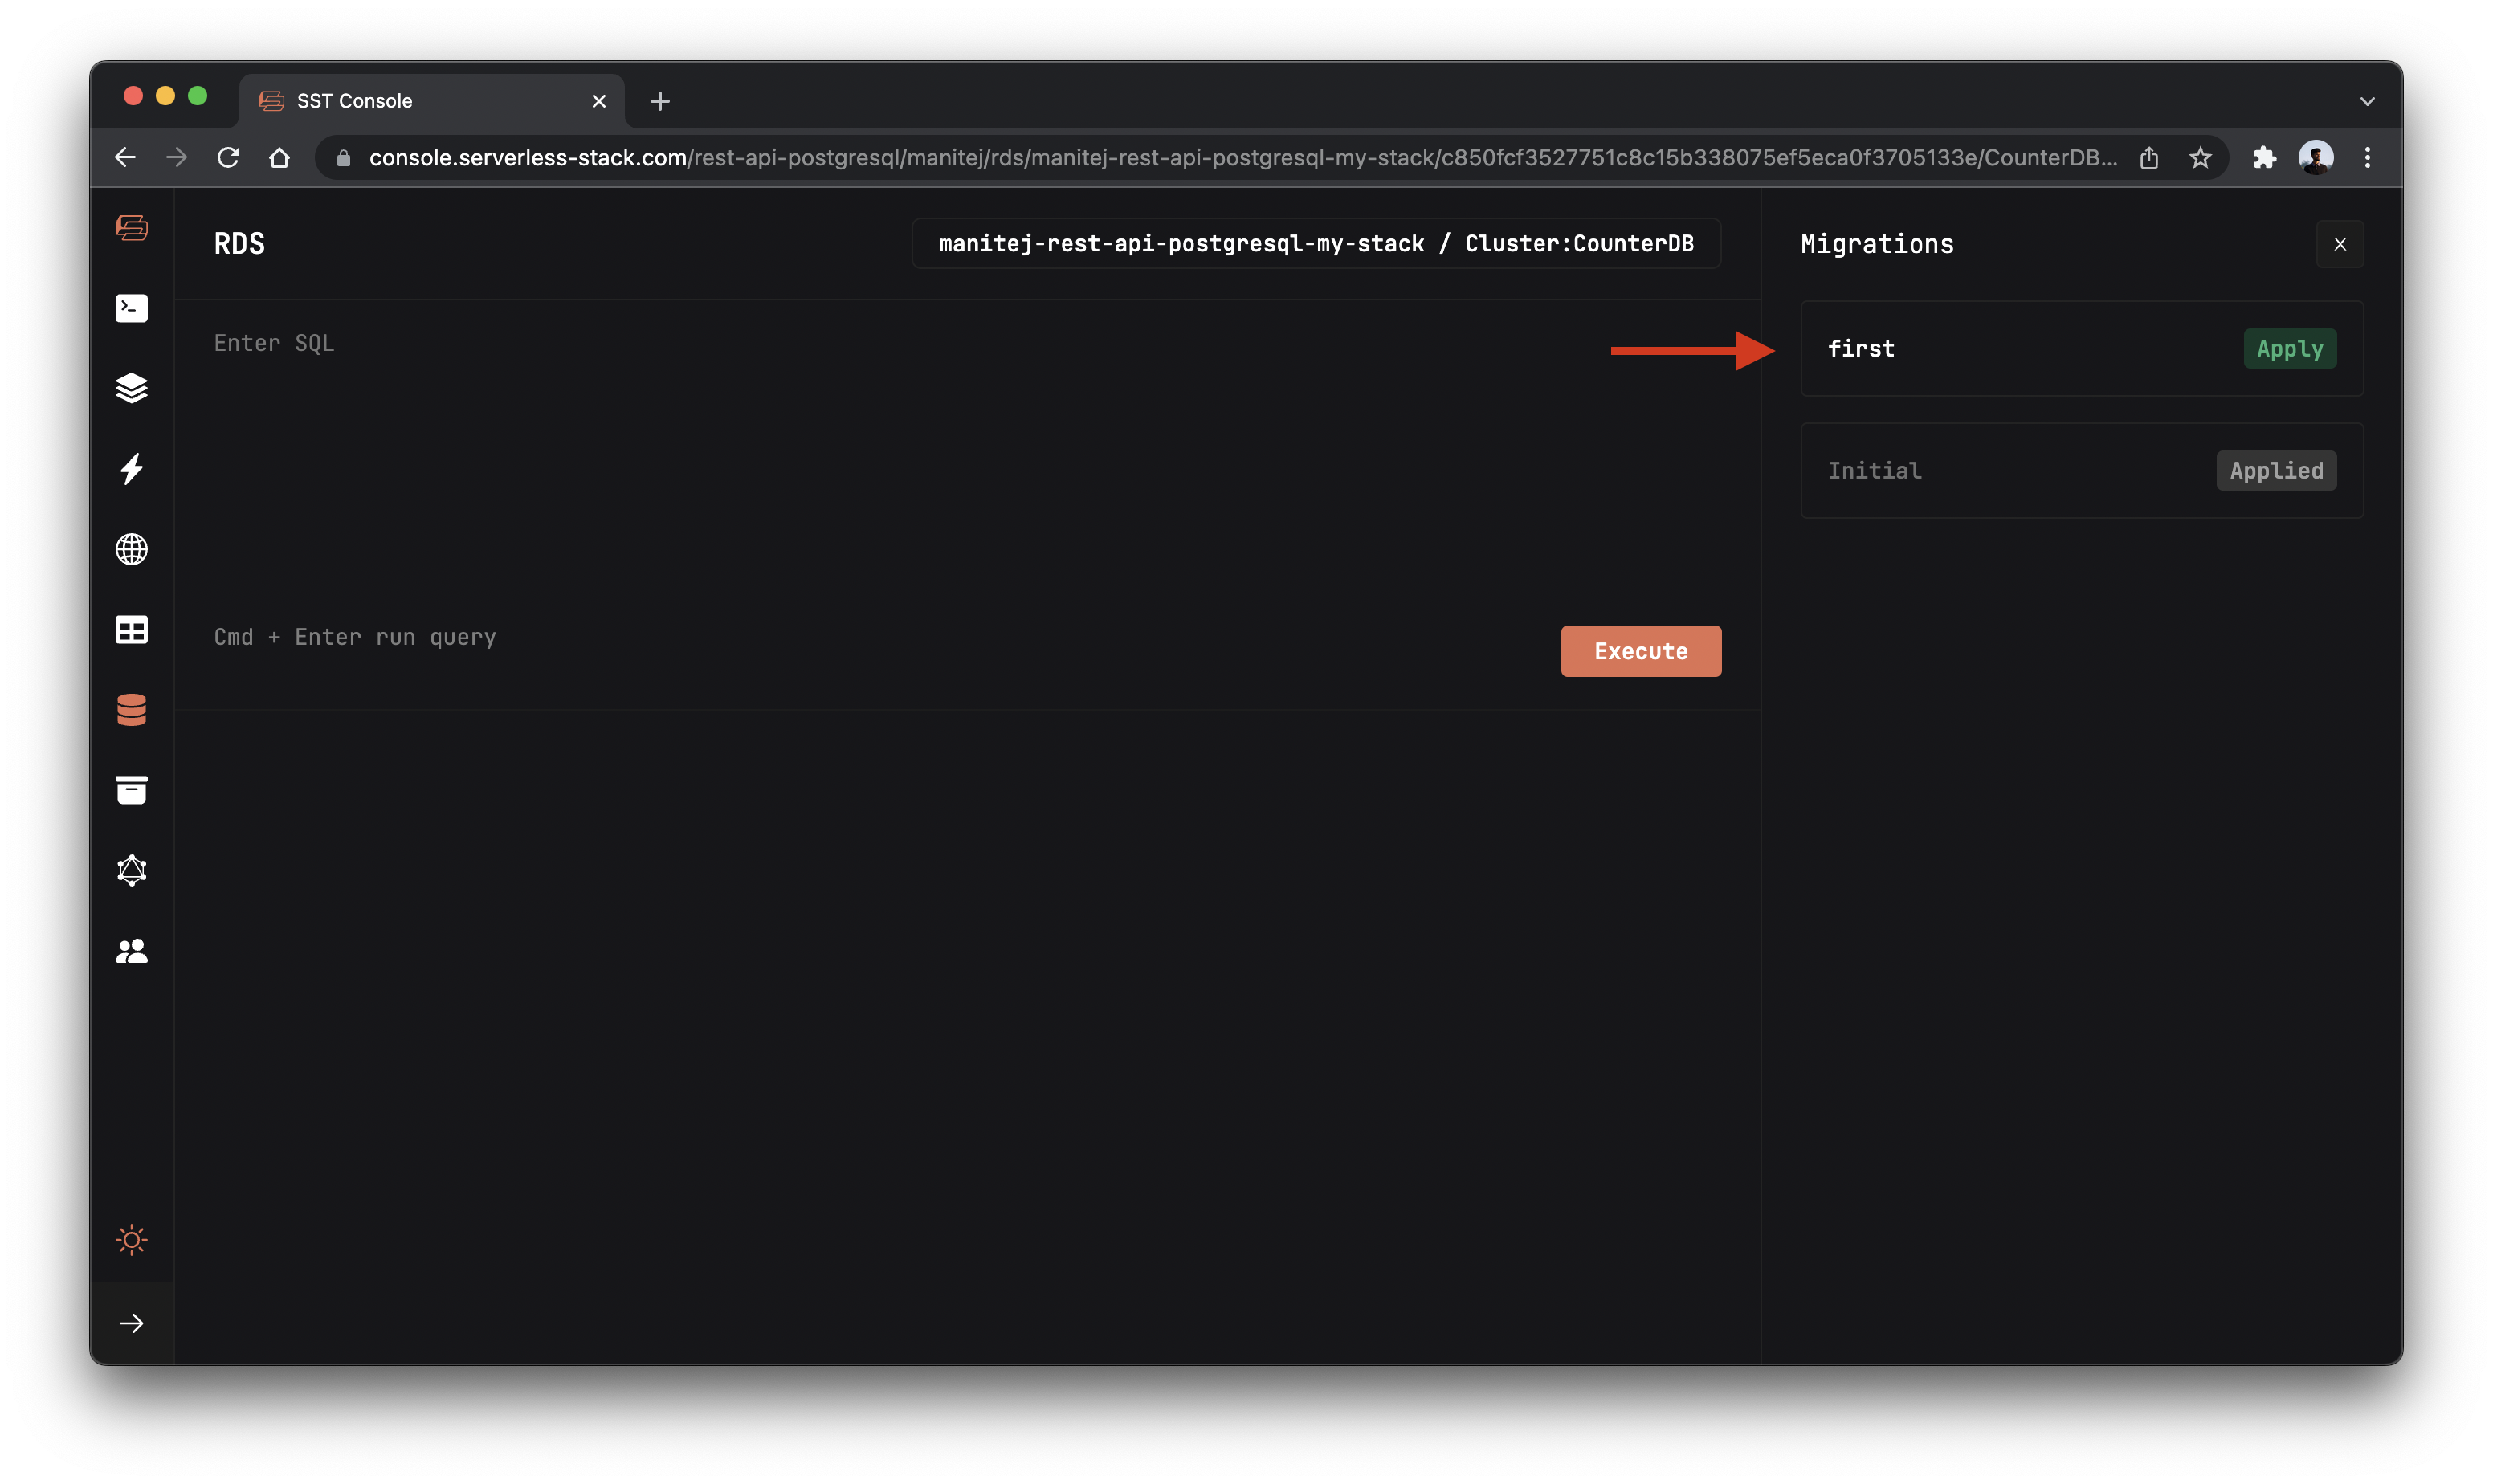 SST Console
console.serverless-stack.com/rest-api-postgresql/manitej/rds/manitej-rest-api-postgresql-my-stack/c850fcf3527751c8c15b338075ef5eca0f3705133e/CounterDB...
RDS
manitej-rest-api-postgresql-my-stack / Cluster:CounterDB
Enter SQL
Cmd + Enter run query
Execute
Migrations
X
first
Apply
Initial
Applied